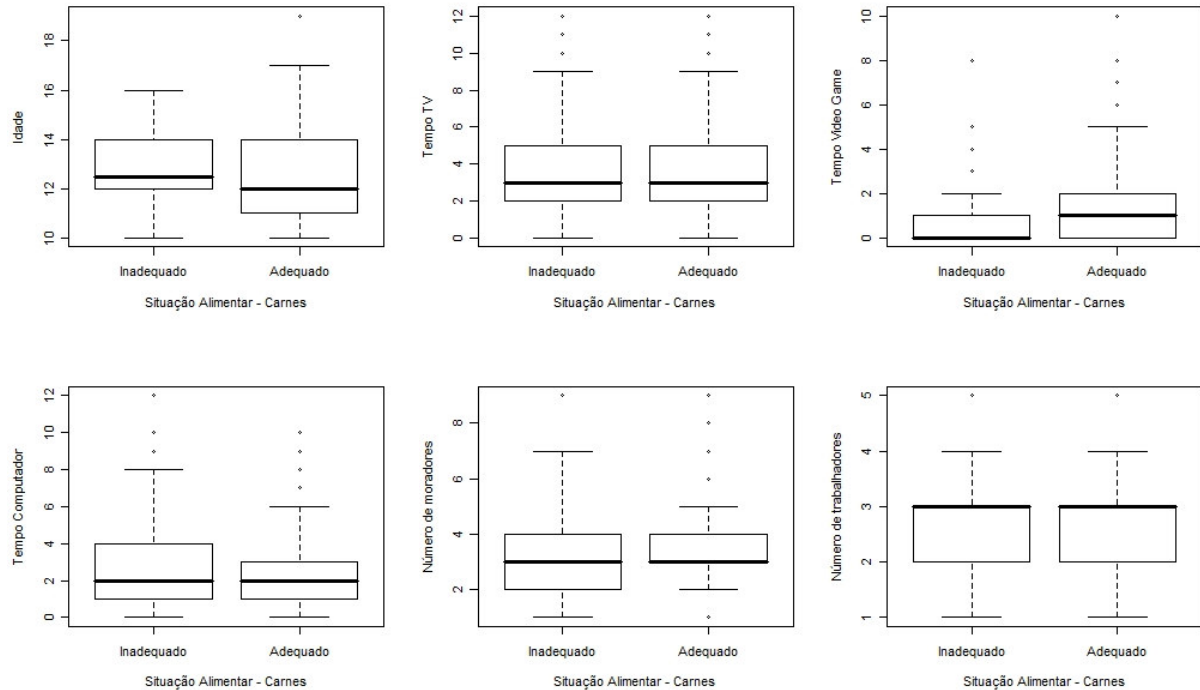 Idade
18
16
14
12
10
Inadequado
Adequado
Situação Alimentar - Carnes
Tempo TV
12
10
8
6
4
2
0
Inadequado
Adequado
Situação Alimentar - Carnes
Tempo Video Game
10
8
6
4
2
0
Inadequado
Adequado
Situação Alimentar - Carnes
Tempo Computador
12
10
8
6
4
2
0
Inadequado
Adequado
Situação Alimentar - Carnes
Número de moradores
8
6
4
2
Inadequado
Adequado
Situação Alimentar - Carnes
Número de trabalhadores
5
4
3
2
1
Inadequado
Adequado
Situação Alimentar - Carnes